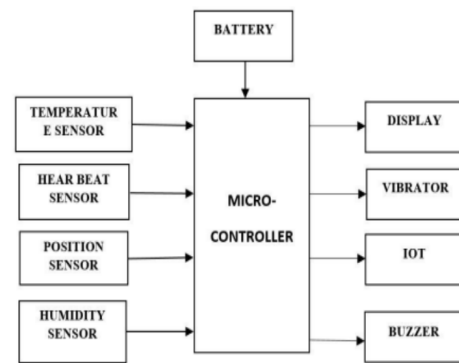 BATTERY
TEMPERATUR
E SENSOR
HEAR BEAT
SENSOR
POSITION
SENSOR
HUMIDITY
SENSOR
MICRO-
CONTROLLER
DISPLAY
VIBRATOR
IOT
BUZZER